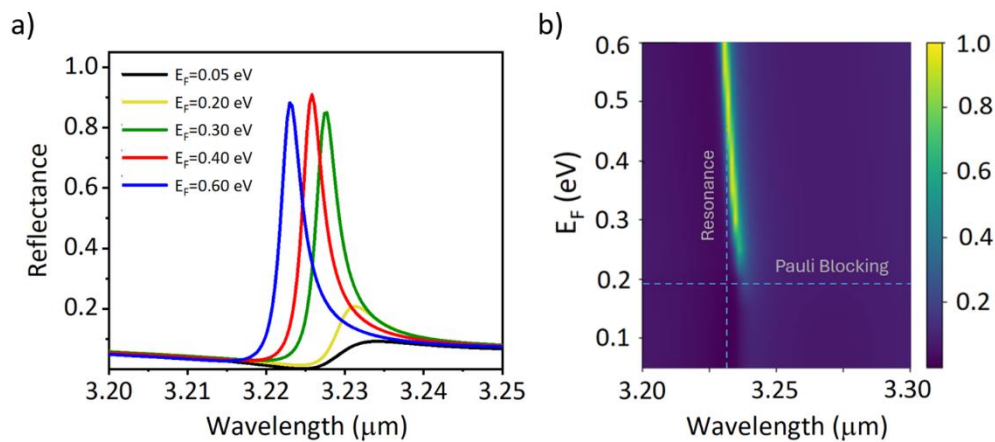 a)
1.0
0.8
0.6
0.4
0.2
Reflectance
E_F=0.05 eV
E_F=0.20 eV
E_F=0.30 eV
E_F=0.40 eV
E_F=0.60 eV
3.20 3.21 3.22 3.23 3.24 3.25
Wavelength (μm)
b)
0.6
0.5
0.4
0.3
0.2
0.1
E_F (eV)
Resonance
Pauli Blocking
3.20 3.25 3.30
Wavelength (μm)
1.0
0.8
0.6
0.4
0.2